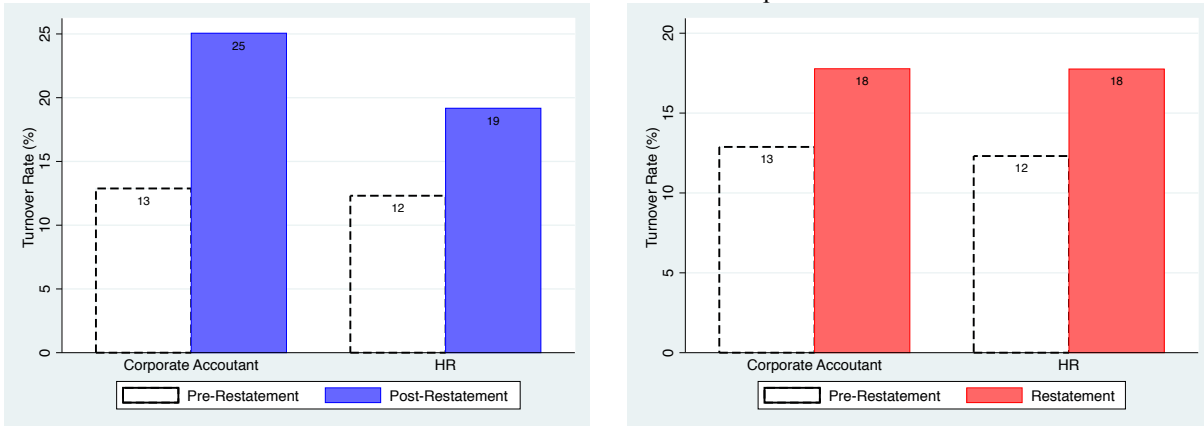 Turnover Rate (%)
25
20
15
10
5
0
25
19
13
12
Corporate Accoutant
HR
Pre-Restatement
Post-Restatement
Turnover Rate (%)
20
15
10
5
0
18
18
13
12
Corporate Accoutant
HR
Pre-Restatement
Restatement